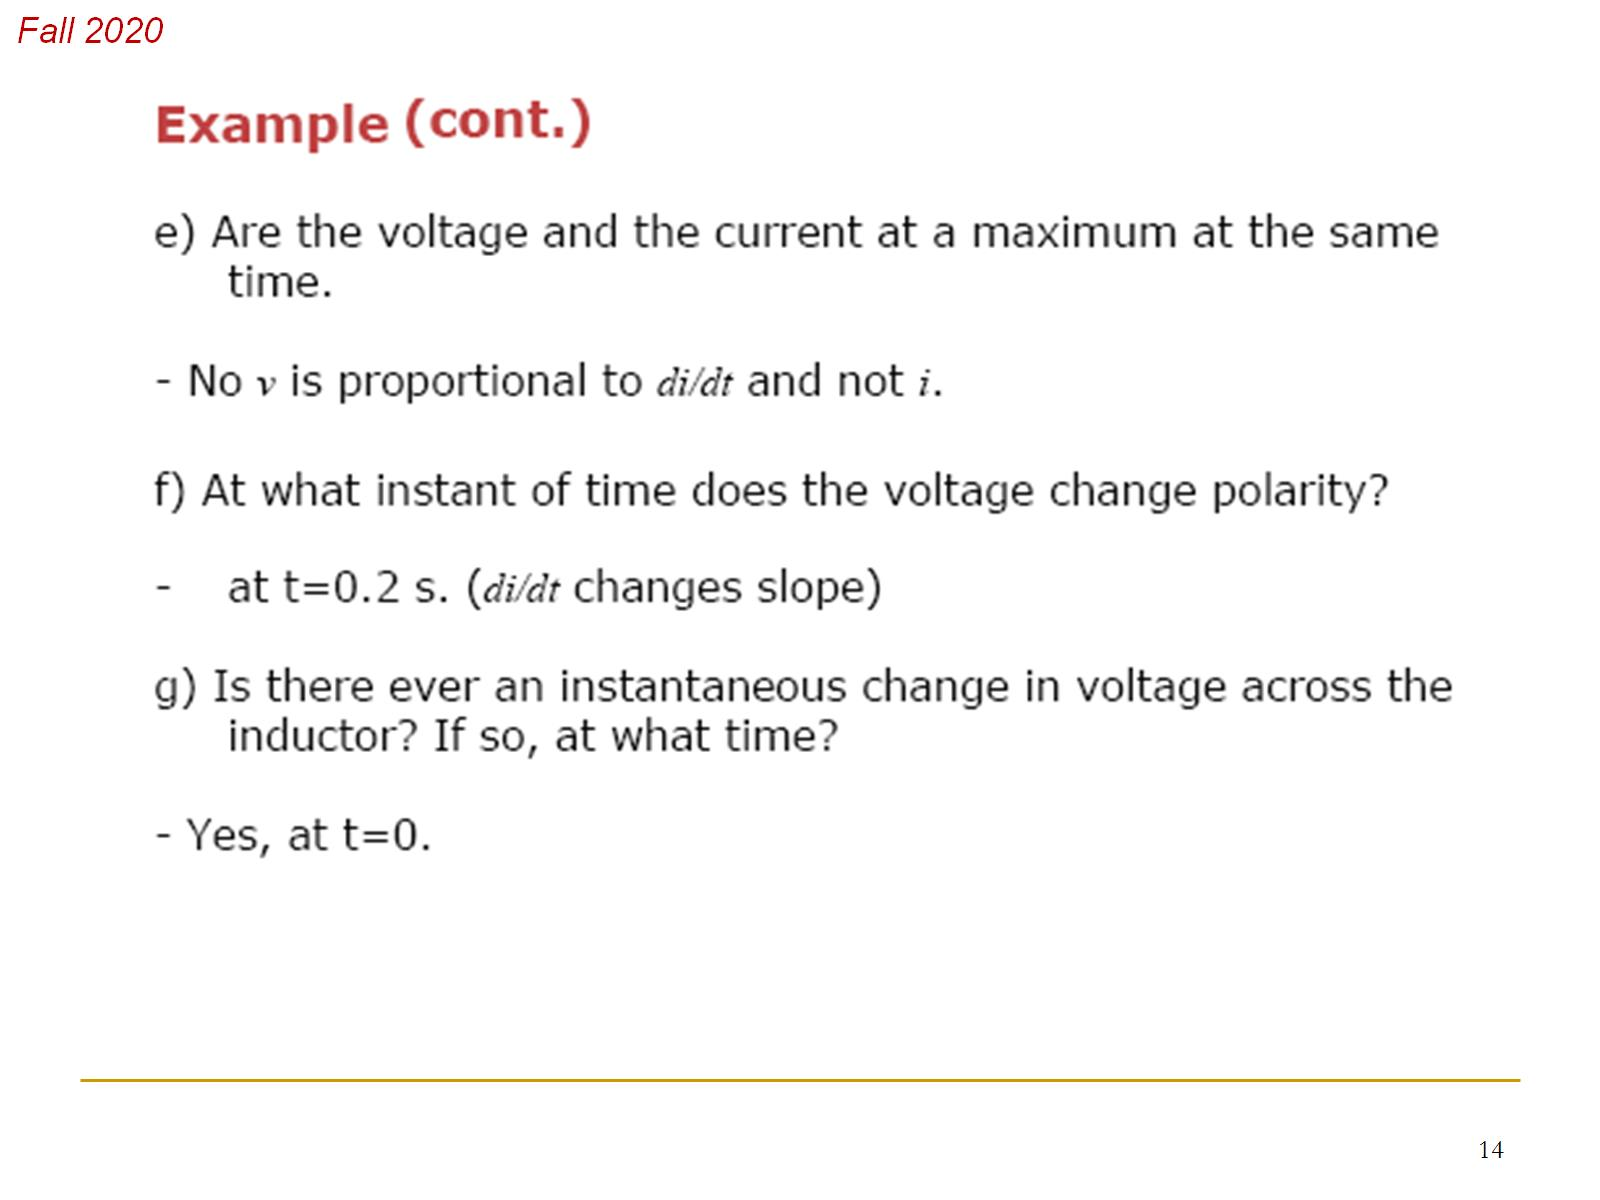 Fall 2020
Example (cont.)
e) Are the voltage and the current at a maximum at the same
time.
- No v is proportional to di/dt and not i.
f) At what instant of time does the voltage change polarity?
- at t=0.2 s. (di/dt changes slope)
g) Is there ever an instantaneous change in voltage across the
inductor? If so, at what time?
- Yes, at t=0.
14